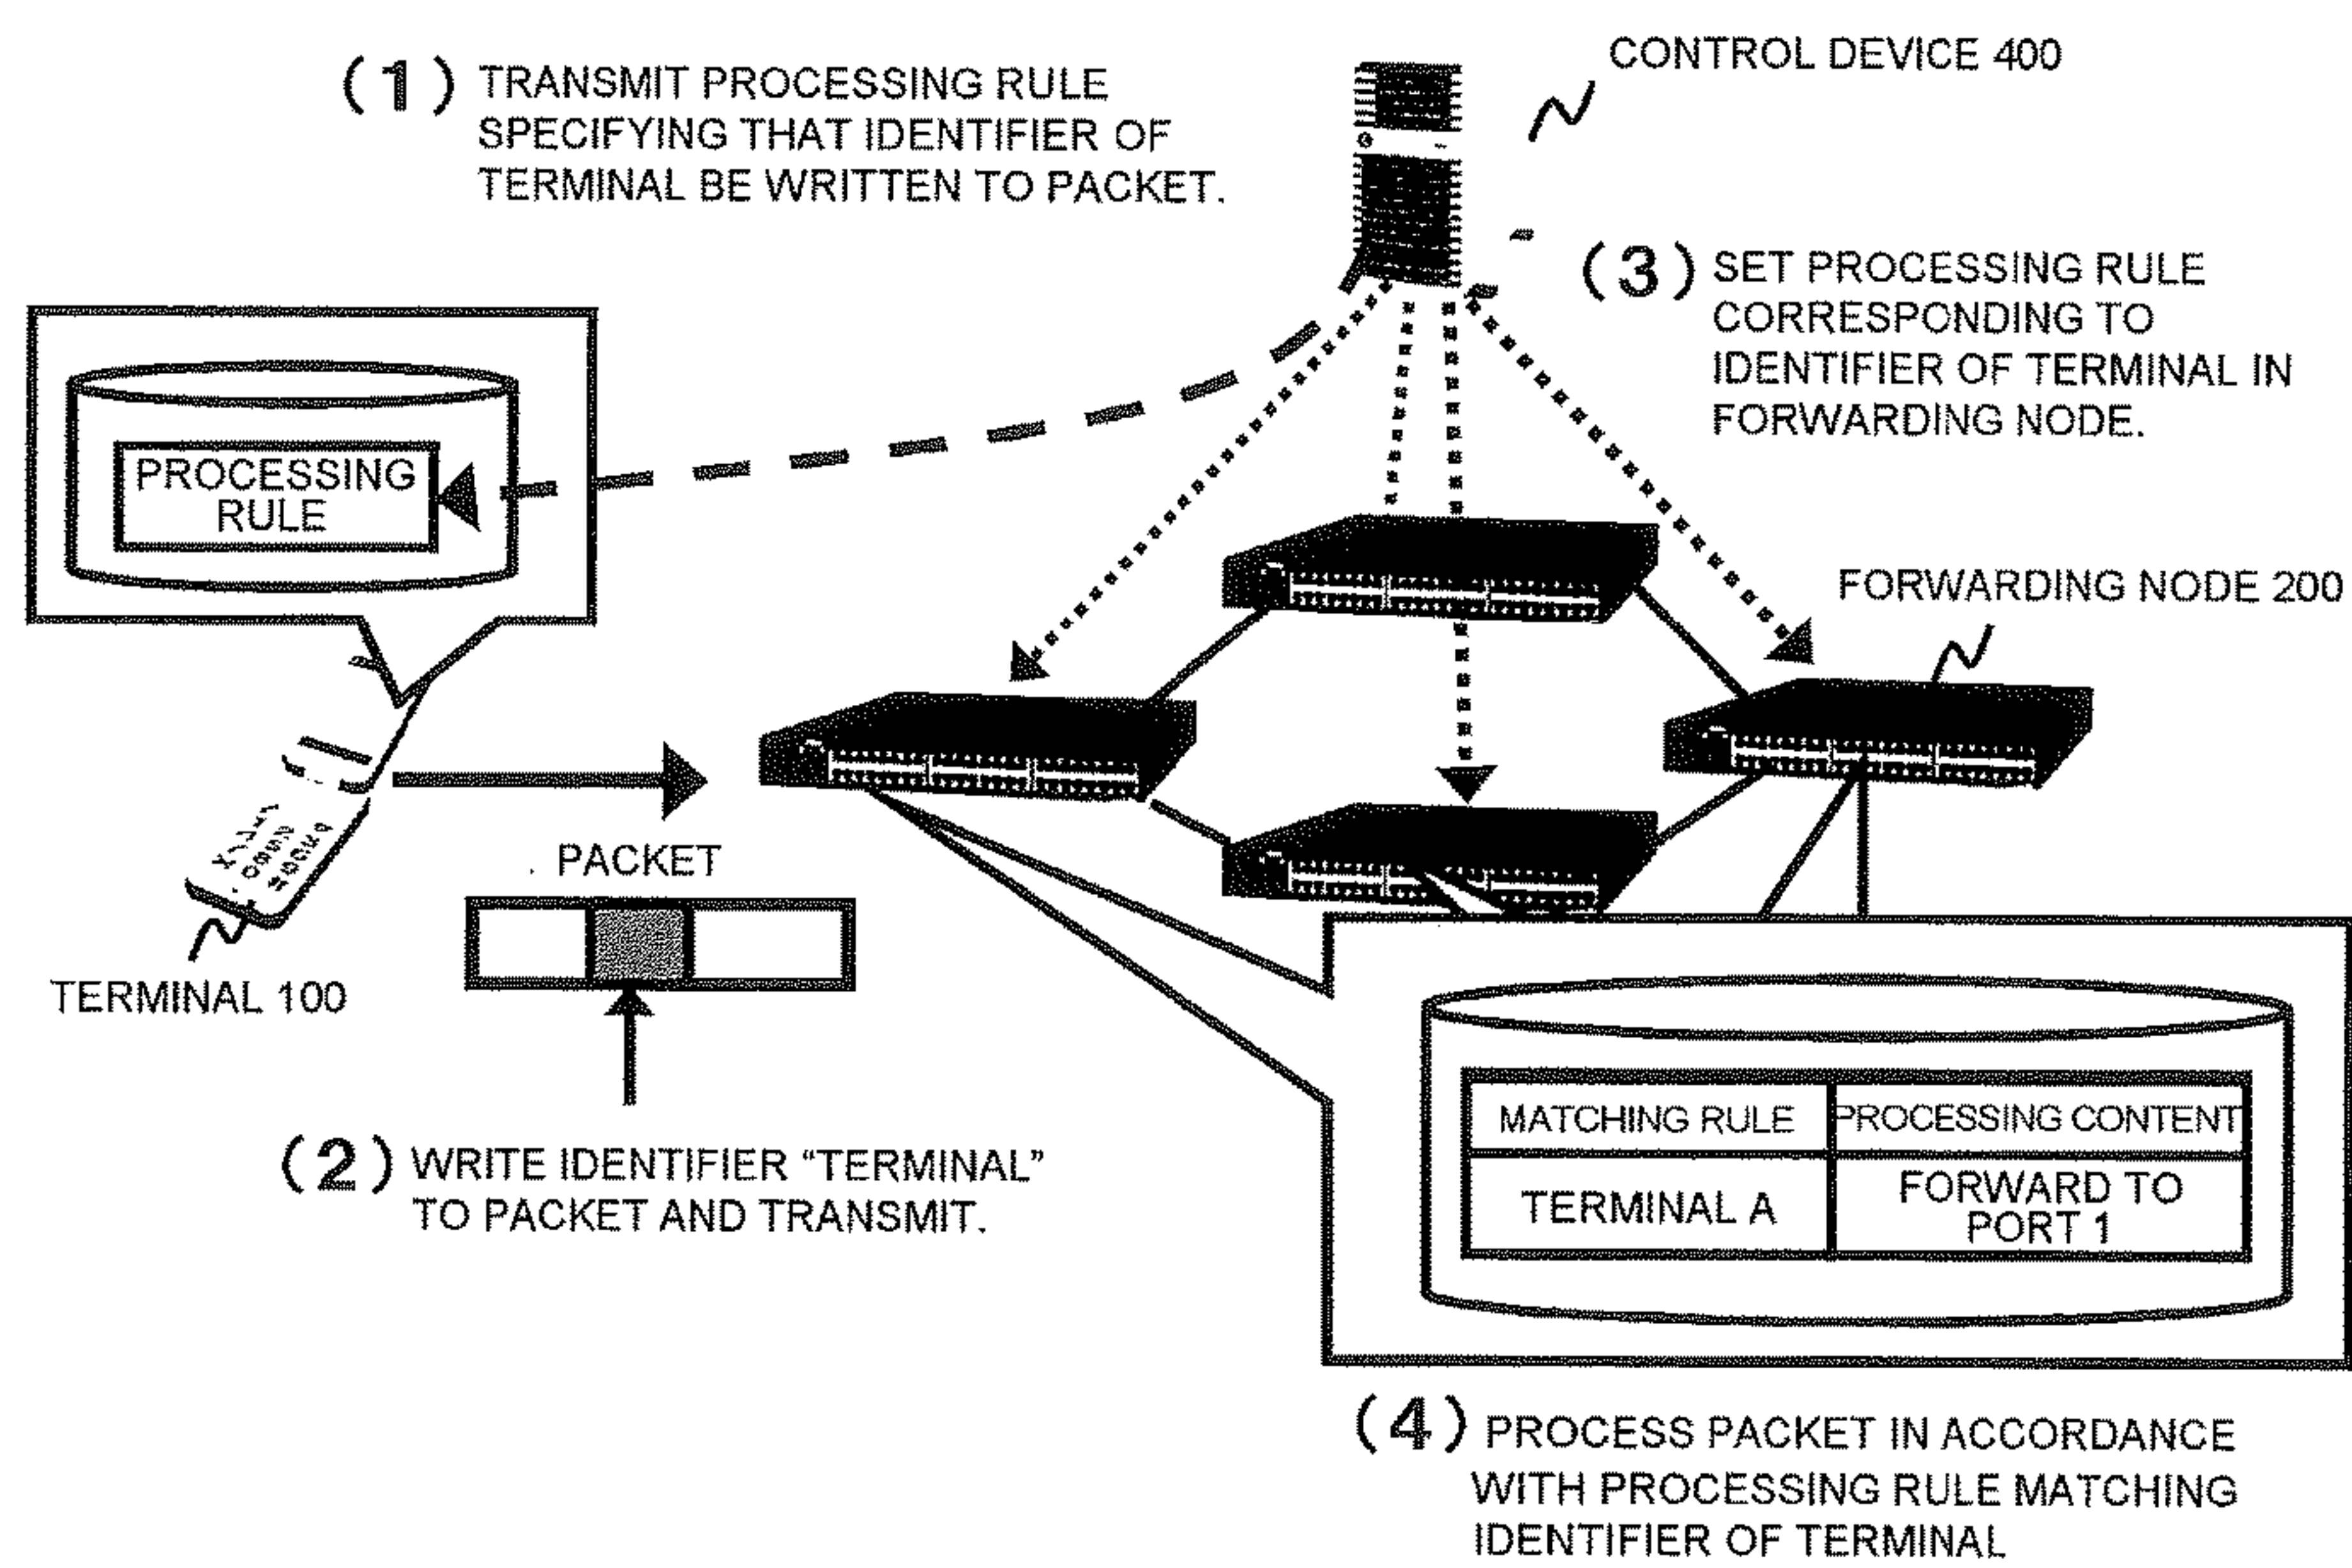 CONTROL DEVICE 400
(1) TRANSMIT PROCESSING RULE
SPECIFYING THAT IDENTIFIER OF
TERMINAL BE WRITTEN TO PACKET.
(3) SET PROCESSING RULE
CORRESPONDING TO
IDENTIFIER OF TERMINAL IN
FORWARDING NODE.
PROCESSING
RULE
FORWARDING NODE 200
PACKET
TERMINAL 100
(2) WRITE IDENTIFIER “TERMINAL”
TO PACKET AND TRANSMIT.
MATCHING RULE PROCESSING CONTENT
TERMINAL A FORWARD TO
PORT 1
(4) PROCESS PACKET IN ACCORDANCE
WITH PROCESSING RULE MATCHING
IDENTIFIER OF TERMINAL